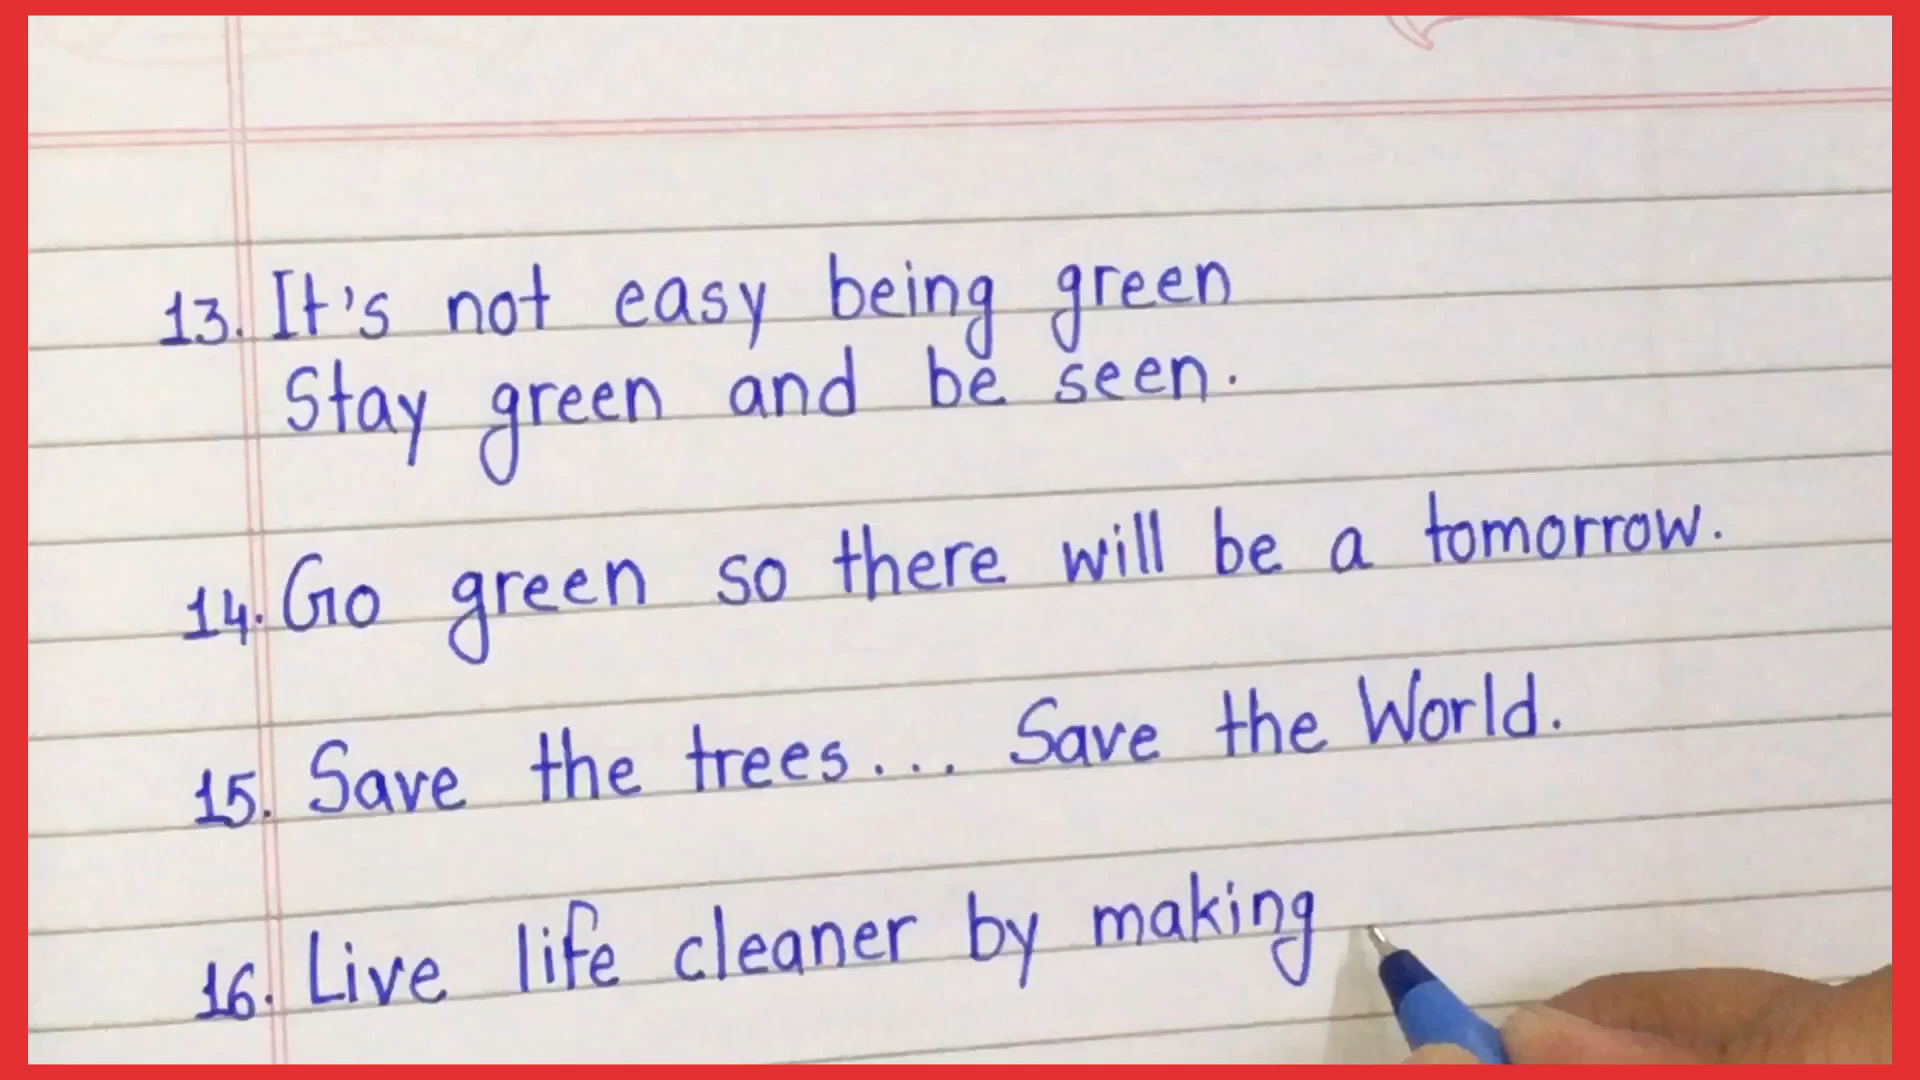 13. It's not easy being green
Stay green and be seen.
14. Go green so there will be a tomorrow.
15. Save the trees... Save the World.
16. Live life cleaner by making